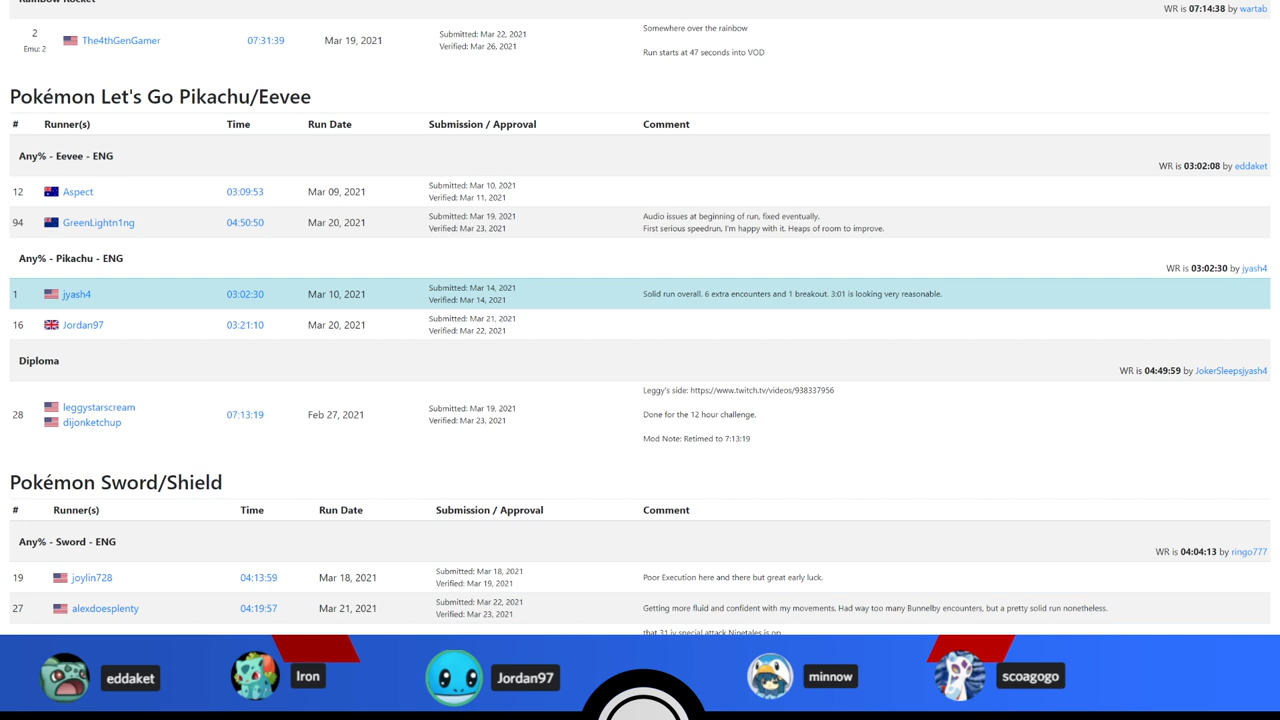 Rainbow Rocket
WR is 07:14:38 by wartab
2
Emu: 2
The4thGenGamer 07:31:39 Mar 19, 2021
Submitted: Mar 22, 2021
Verified: Mar 26, 2021
Somewhere over the rainbow
Run starts at 47 seconds into VOD
Pokémon Let's Go Pikachu/Eevee
# Runner(s) Time Run Date Submission / Approval Comment
Any% - Eevee - ENG
WR is 03:02:08 by eddaket
12 Aspect 03:09:53 Mar 09, 2021
Submitted: Mar 10, 2021
Verified: Mar 11, 2021
94 GreenLightn1ng 04:50:50 Mar 20, 2021
Submitted: Mar 19, 2021
Verified: Mar 23, 2021
Audio issues at beginning of run, fixed eventually.
First serious speedrun, I'm happy with it. Heaps of room to improve.
Any% - Pikachu - ENG
WR is 03:02:30 by jyash4
1 jyash4 03:02:30 Mar 10, 2021
Submitted: Mar 14, 2021
Verified: Mar 14, 2021
Solid run overall. 6 extra encounters and 1 breakout. 3:01 is looking very reasonable.
16 Jordan97 03:21:10 Mar 20, 2021
Submitted: Mar 21, 2021
Verified: Mar 22, 2021
Diploma
WR is 04:49:59 by JokerSleepsjyash4
28
leggystarscream
dijonketchup
07:13:19 Feb 27, 2021
Submitted: Mar 19, 2021
Verified: Mar 23, 2021
Leggy's side: https://www.twitch.tv/videos/938337956
Done for the 12 hour challenge.
Mod Note: Retimed to 7:13:19
Pokémon Sword/Shield
# Runner(s) Time Run Date Submission / Approval Comment
Any% - Sword - ENG
WR is 04:04:13 by ringo777
19 joylin728 04:13:59 Mar 18, 2021
Submitted: Mar 18, 2021
Verified: Mar 19, 2021
Poor Execution here and there but great early luck.
27 alexdoesplenty 04:19:57 Mar 21, 2021
Submitted: Mar 22, 2021
Verified: Mar 23, 2021
Getting more fluid and confident with my movements. Had way too many Bunnelby encounters, but a pretty solid run nonetheless.
that 31 iv special attack Ninetales is op
eddaket Iron Jordan97 minnow scoagogo